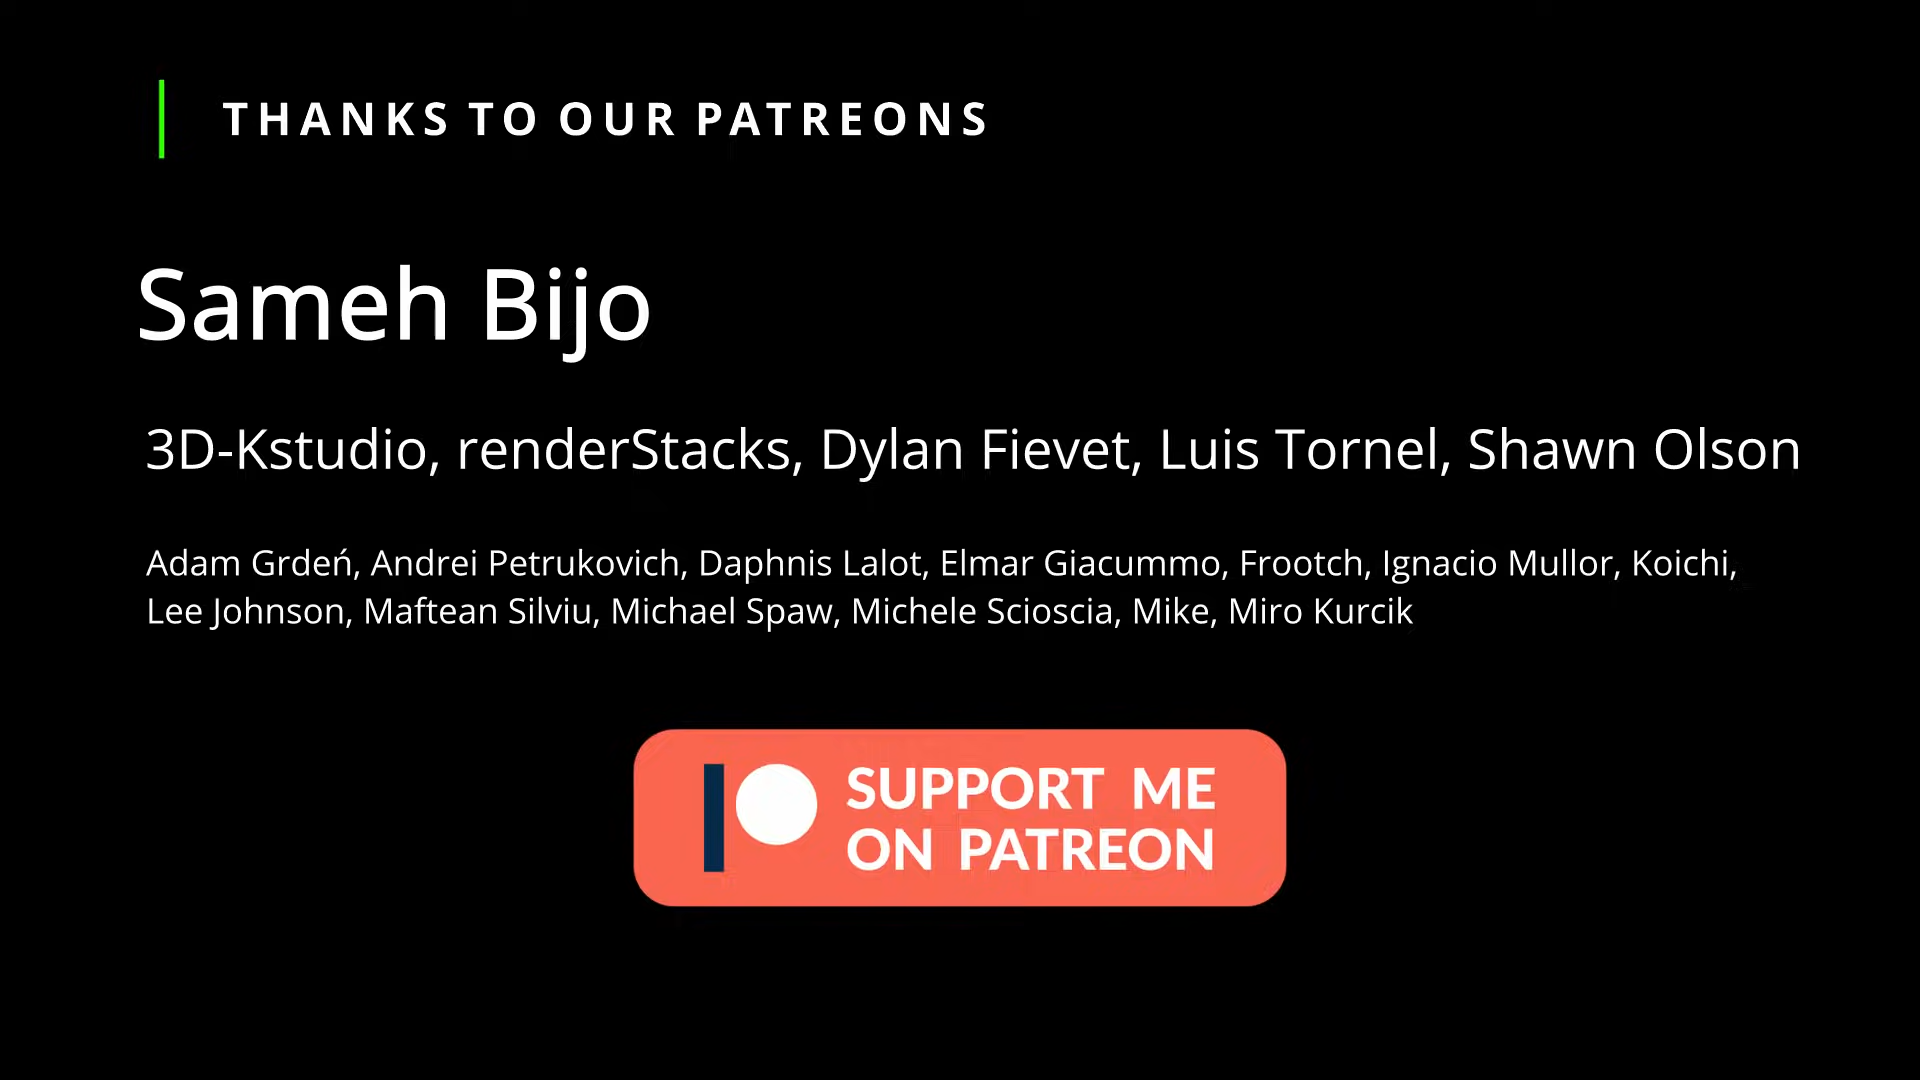 THANKS TO OUR PATREONS
Sameh Bijo
3D-Kstudio, renderStacks, Dylan Fievet, Luis Tornel, Shawn Olson
Adam Grdeń, Andrei Petrukovich, Daphnis Lalot, Elmar Giacummo, Frootch, Ignacio Mullor, Koichi,
Lee Johnson, Maftean Silviu, Michael Spaw, Michele Scioscia, Mike, Miro Kurcik
SUPPORT ME
ON PATREON